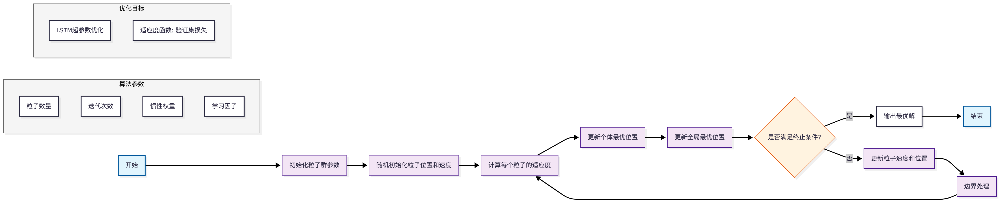 优化目标
LSTM超参数优化
适应度函数: 验证集损失
算法参数
粒子数量
迭代次数
惯性权重
学习因子
开始
初始化粒子群参数
随机初始化粒子位置和速度
计算每个粒子的适应度
更新个体最优位置
更新全局最优位置
是否满足终止条件?
是
输出最优解
结束
否
更新粒子速度和位置
边界处理